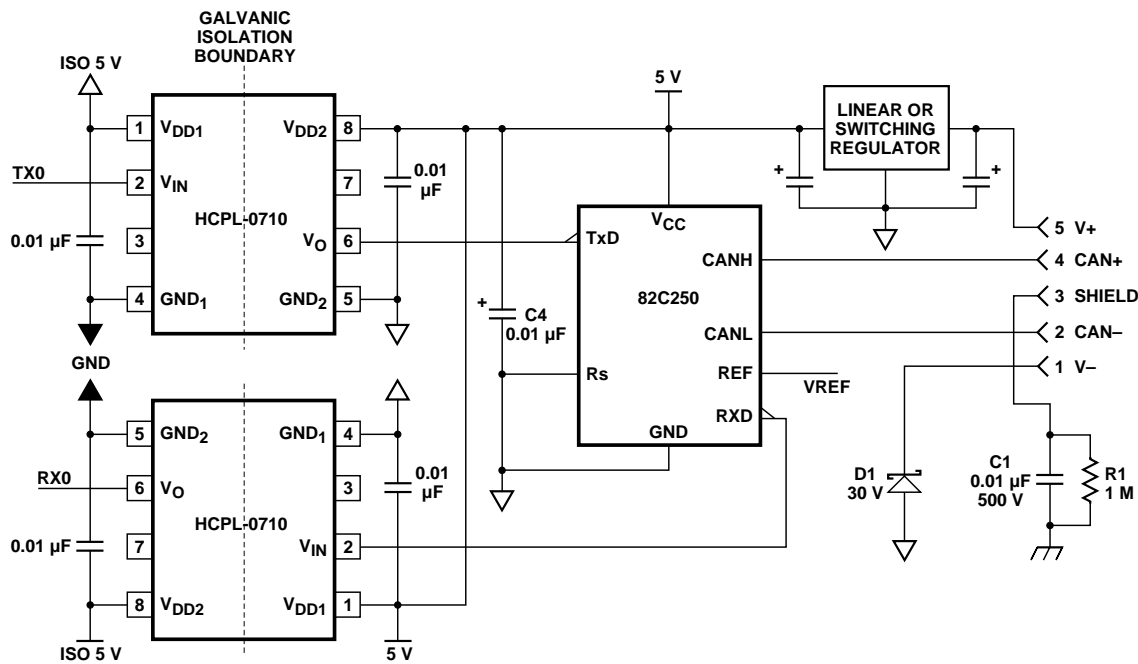 GALVANIC
ISOLATION
BOUNDARY
ISO 5 V
1 VDD1
VDD2 8
TX0
2 VIN
7
0.01
µF
HCPL-0710
0.01 µF
3
VO 6
4 GND1
GND2 5
GND
5 GND2
GND1 4
RX0
6 VO
3
0.01
µF
HCPL-0710
0.01 µF
7
VIN 2
8 VDD2
VDD1 1
ISO 5 V
5 V
5 V
+
C4
0.01 µF
VCC
TxD
CANH
82C250
CANL
Rs
REF
VREF
RXD
GND
LINEAR OR
SWITCHING
REGULATOR
+
+
5 V+
4 CAN+
3 SHIELD
2 CAN–
1 V–
D1
30 V
C1
0.01 µF
500 V
R1
1 M